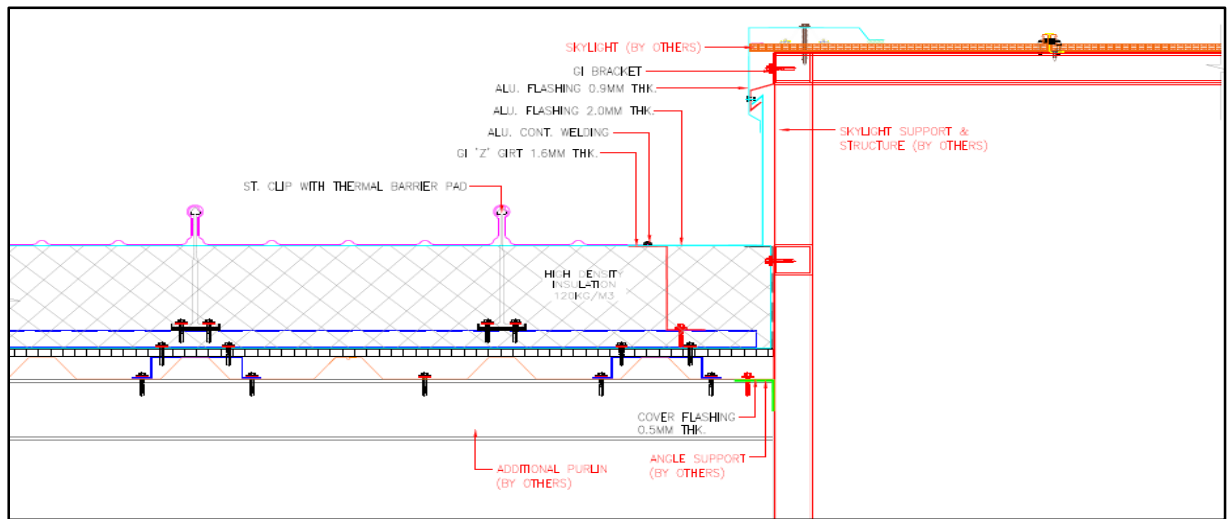 SKYLIGHT (BY OTHERS)
GI BRACKET
ALU. FLASHING 0.9MM THK.
ALU. FLASHING 2.0MM THK.
ALU. CONT. WELDING
GI 'Z' GIRT 1.6MM THK.
SKYLIGHT SUPPORT &
STRUCTURE (BY OTHERS)
ST. CLIP WITH THERMAL BARRIER PAD
HIGH DENSITY
INSULATION
120KG/M3
COVER FLASHING
0.5MM THK.
ANGLE SUPPORT
(BY OTHERS)
ADDITIONAL PURLIN
(BY OTHERS)